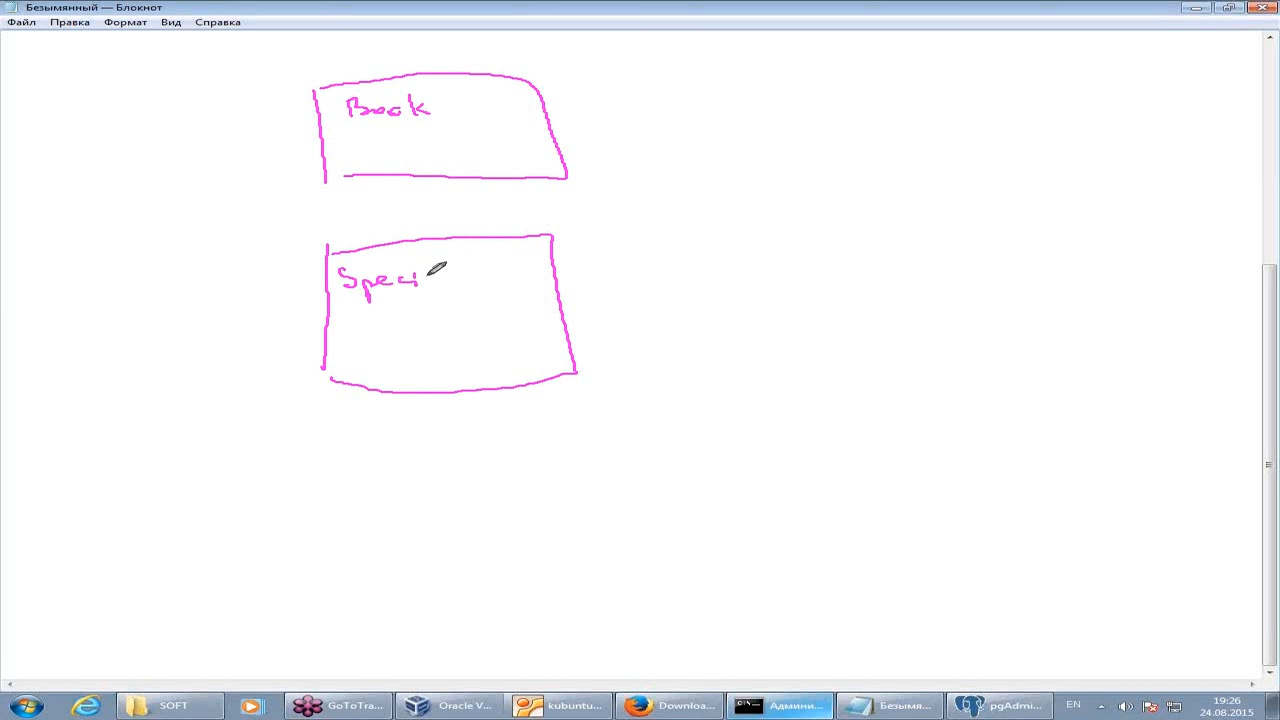 Безымянный — Блокнот
Файл Правка Формат Вид Справка
Book
Speci
SOFT
GoToTra...
Oracle V...
kubuntu...
Downloa...
Админи...
Безымя...
pgAdmi...
EN
19:26
24.08.2015